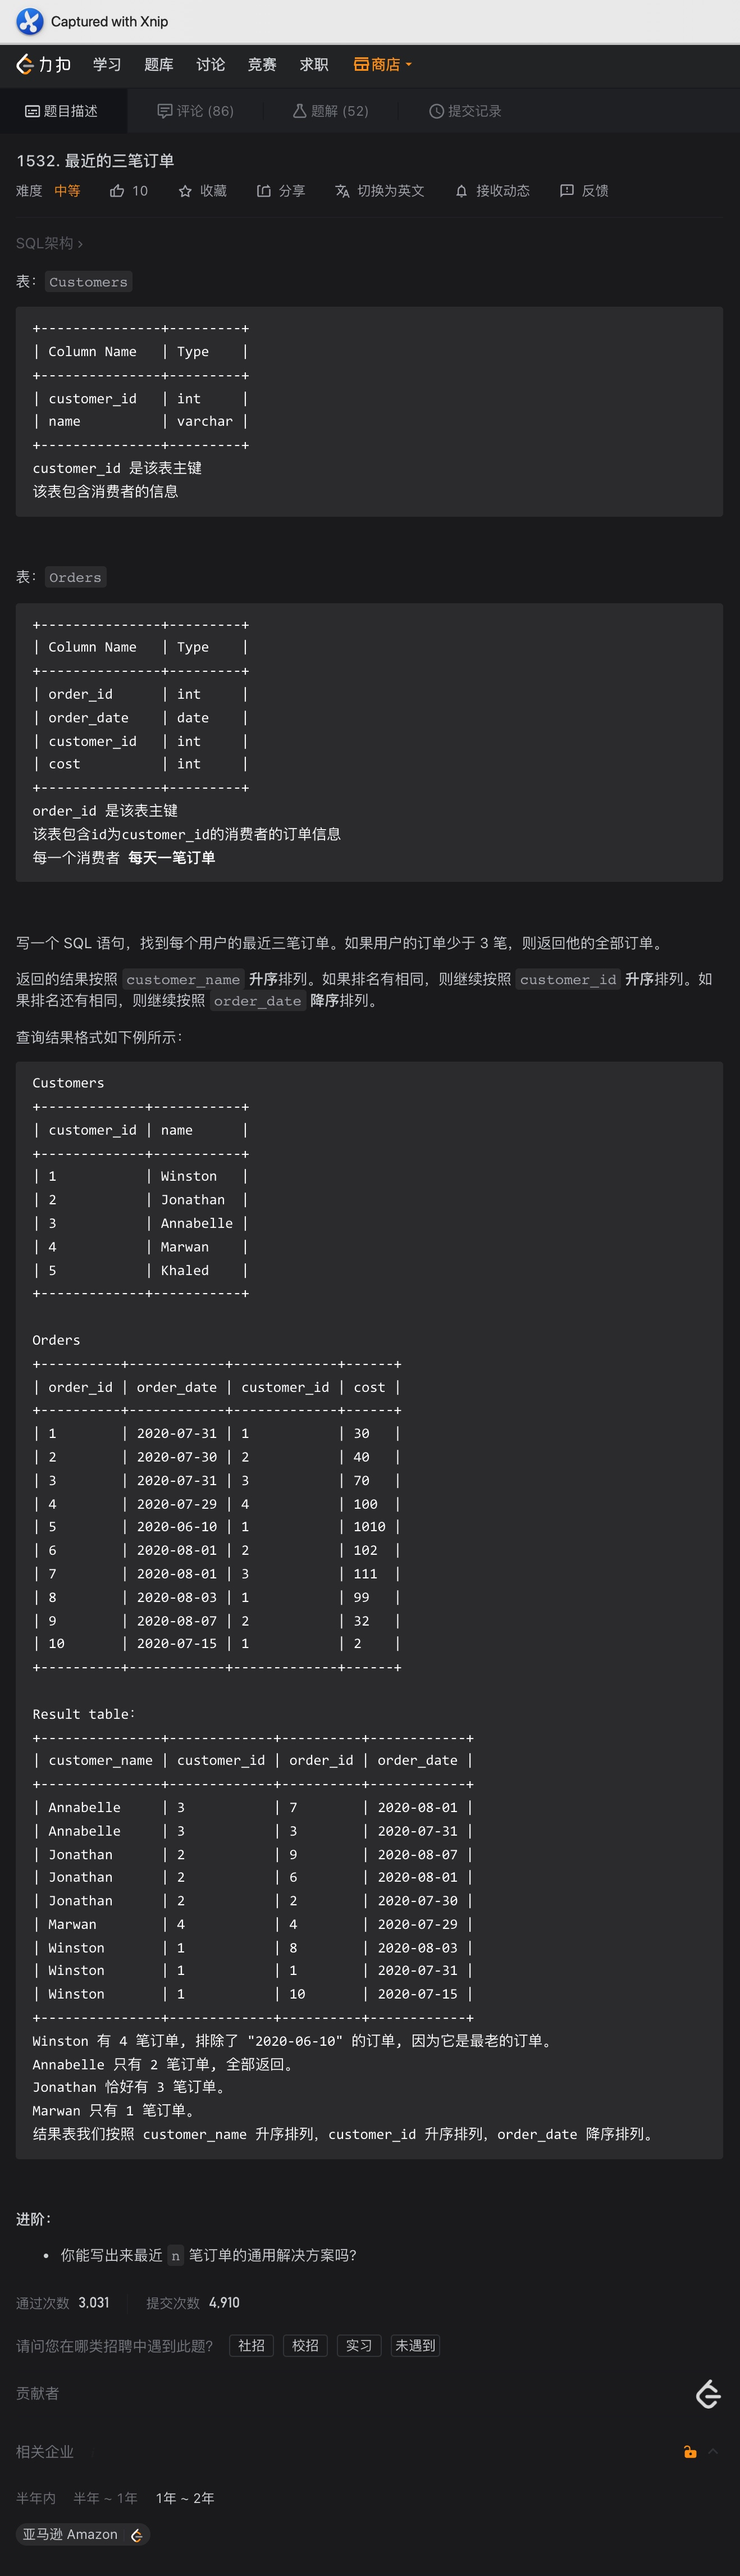 Captured with Xnip
力扣 学习 题库 讨论 竞赛 求职 商店
题目描述 评论 (86) 题解 (52) 提交记录
1532. 最近的三笔订单
难度 中等 10 收藏 分享 切换为英文 接收动态 反馈
SQL架构 ›
表：Customers
+---------------+---------+
| Column Name   | Type    |
+---------------+---------+
| customer_id   | int     |
| name          | varchar |
+---------------+---------+
customer_id 是该表主键
该表包含消费者的信息
表：Orders
+---------------+---------+
| Column Name   | Type    |
+---------------+---------+
| order_id      | int     |
| order_date    | date    |
| customer_id   | int     |
| cost          | int     |
+---------------+---------+
order_id 是该表主键
该表包含id为customer_id的消费者的订单信息
每一个消费者 每天一笔订单
写一个 SQL 语句，找到每个用户的最近三笔订单。如果用户的订单少于 3 笔，则返回他的全部订单。
返回的结果按照 customer_name 升序排列。如果排名有相同，则继续按照 customer_id 升序排列。如
果排名还有相同，则继续按照 order_date 降序排列。
查询结果格式如下例所示：
Customers
+-------------+-----------+
| customer_id | name      |
+-------------+-----------+
| 1           | Winston   |
| 2           | Jonathan  |
| 3           | Annabelle |
| 4           | Marwan    |
| 5           | Khaled    |
+-------------+-----------+
Orders
+----------+------------+-------------+------+
| order_id | order_date | customer_id | cost |
+----------+------------+-------------+------+
| 1        | 2020-07-31 | 1           | 30   |
| 2        | 2020-07-30 | 2           | 40   |
| 3        | 2020-07-31 | 3           | 70   |
| 4        | 2020-07-29 | 4           | 100  |
| 5        | 2020-06-10 | 1           | 1010 |
| 6        | 2020-08-01 | 2           | 102  |
| 7        | 2020-08-01 | 3           | 111  |
| 8        | 2020-08-03 | 1           | 99   |
| 9        | 2020-08-07 | 2           | 32   |
| 10       | 2020-07-15 | 1           | 2    |
+----------+------------+-------------+------+
Result table：
+---------------+-------------+----------+------------+
| customer_name | customer_id | order_id | order_date |
+---------------+-------------+----------+------------+
| Annabelle     | 3           | 7        | 2020-08-01 |
| Annabelle     | 3           | 3        | 2020-07-31 |
| Jonathan      | 2           | 9        | 2020-08-07 |
| Jonathan      | 2           | 6        | 2020-08-01 |
| Jonathan      | 2           | 2        | 2020-07-30 |
| Marwan        | 4           | 4        | 2020-07-29 |
| Winston       | 1           | 8        | 2020-08-03 |
| Winston       | 1           | 1        | 2020-07-31 |
| Winston       | 1           | 10       | 2020-07-15 |
+---------------+-------------+----------+------------+
Winston 有 4 笔订单, 排除了 "2020-06-10" 的订单, 因为它是最老的订单。
Annabelle 只有 2 笔订单, 全部返回。
Jonathan 恰好有 3 笔订单。
Marwan 只有 1 笔订单。
结果表我们按照 customer_name 升序排列，customer_id 升序排列，order_date 降序排列。
进阶：
• 你能写出来最近 n 笔订单的通用解决方案吗?
通过次数 3,031 提交次数 4,910
请问您在哪类招聘中遇到此题? 社招 校招 实习 未遇到
贡献者
相关企业
半年内 半年 ~ 1年 1年 ~ 2年
亚马逊 Amazon